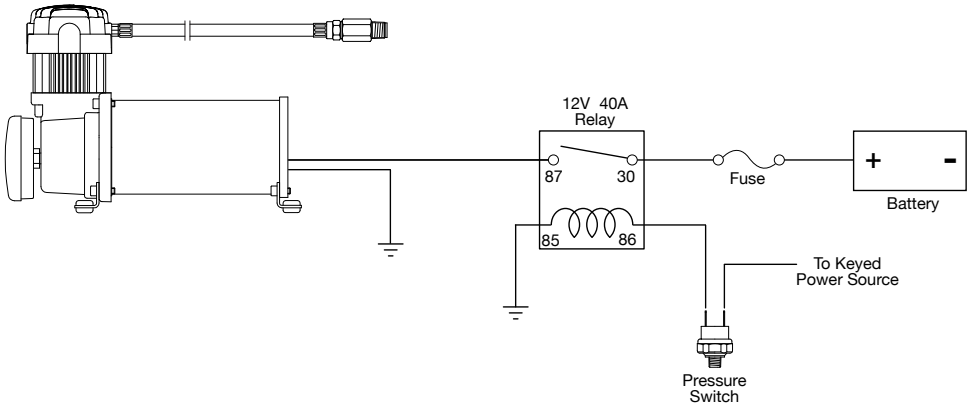 12V 40A
Relay
87
30
Fuse
+
-
Battery
85
86
To Keyed
Power Source
Pressure
Switch